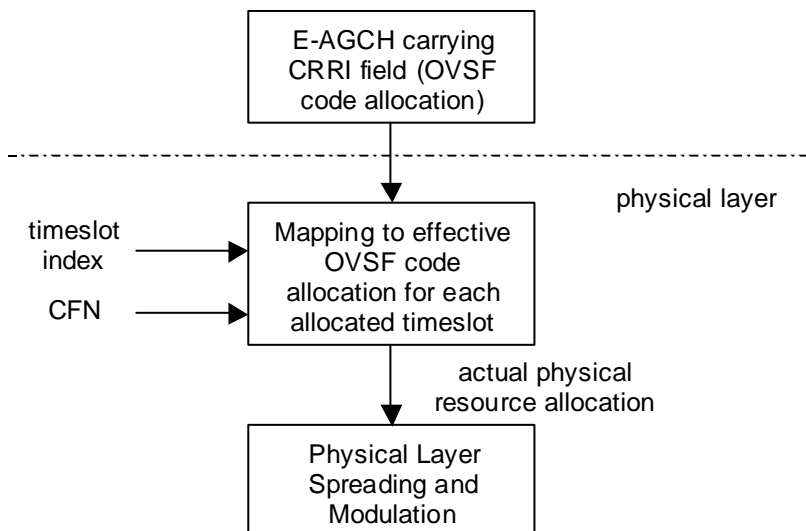 E-AGCH carrying
CRRI field (OVSF
code allocation)
physical layer
timeslot
index
CFN
Mapping to effective
OVSF code
allocation for each
allocated timeslot
actual physical
resource allocation
Physical Layer
Spreading and
Modulation